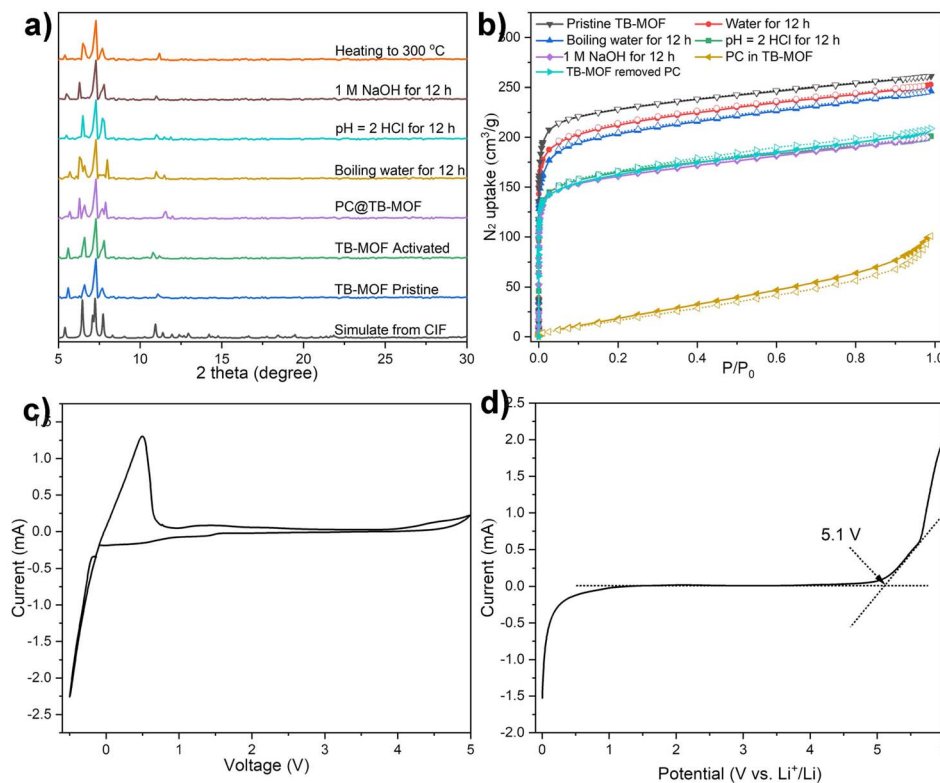 a)
Heating to 300 °C
1 M NaOH for 12 h
pH = 2 HCl for 12 h
Boiling water for 12 h
PC@TB-MOF
TB-MOF Activated
TB-MOF Pristine
Simulate from CIF
5 10 15 20 25 30
2 theta (degree)
b)
Pristine TB-MOF Water for 12 h
Boiling water for 12 h pH = 2 HCl for 12 h
1 M NaOH for 12 h PC in TB-MOF
TB-MOF removed PC
N₂ uptake (cm³/g)
300
250
200
150
100
50
0
0.0 0.2 0.4 0.6 0.8 1.0
P/P₀
c)
Current (mA)
1.5
1.0
0.5
0.0
-0.5
-1.0
-1.5
-2.0
-2.5
0 1 2 3 4 5
Voltage (V)
d)
Current (mA)
2.5
2.0
1.5
1.0
0.5
0.0
-0.5
-1.0
-1.5
-2.0
5.1 V
0 1 2 3 4 5
Potential (V vs. Li⁺/Li)